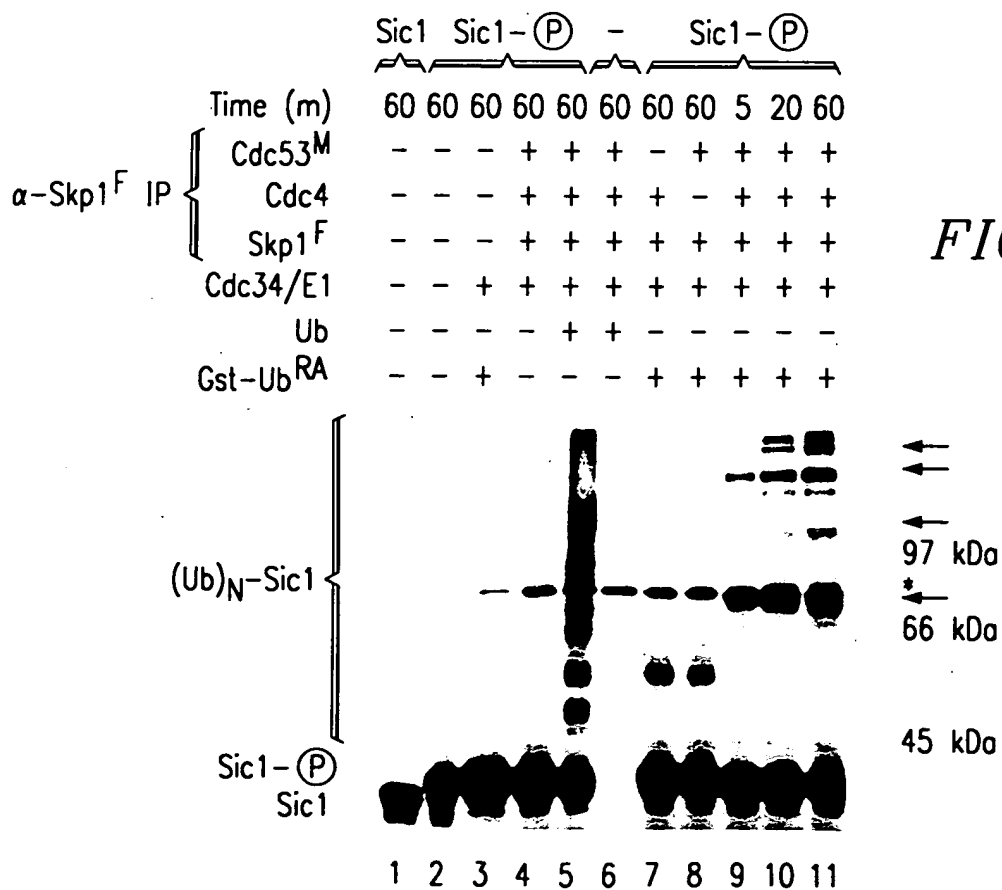 Sic1 Sic1-Ⓟ - Sic1-Ⓟ
Time (m) 60 60 60 60 60 60 60 60 5 20 60
α-Skp1F IP
Cdc53M - - - + + + - + + + +
Cdc4 - - - + + + + - + + +
Skp1F - - - + + + + + + + +
Cdc34/E1 - - + + + + + + + + +
Ub - - - - + + - - - - -
Gst-UbRA - - + - - - + + + + +
FIG
(Ub)N-Sic1
97 kDa
*
66 kDa
45 kDa
Sic1-Ⓟ
Sic1
1 2 3 4 5 6 7 8 9 10 11